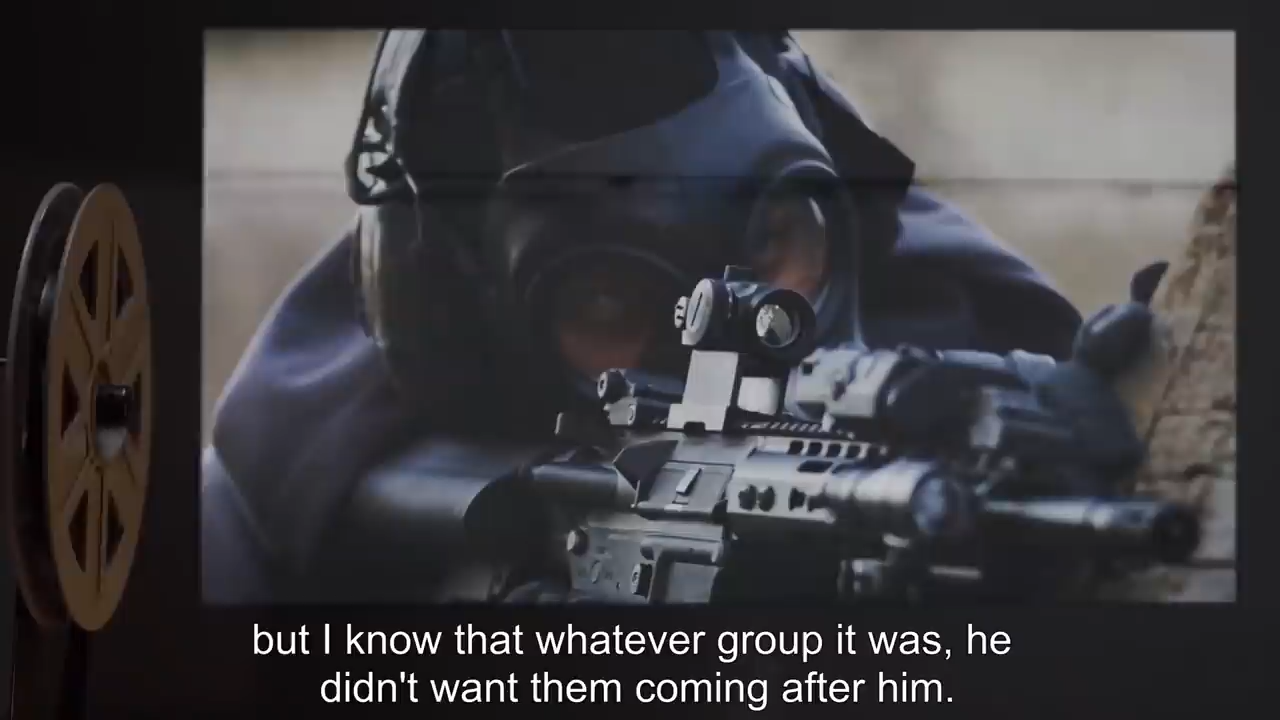 but I know that whatever group it was, he
didn't want them coming after him.